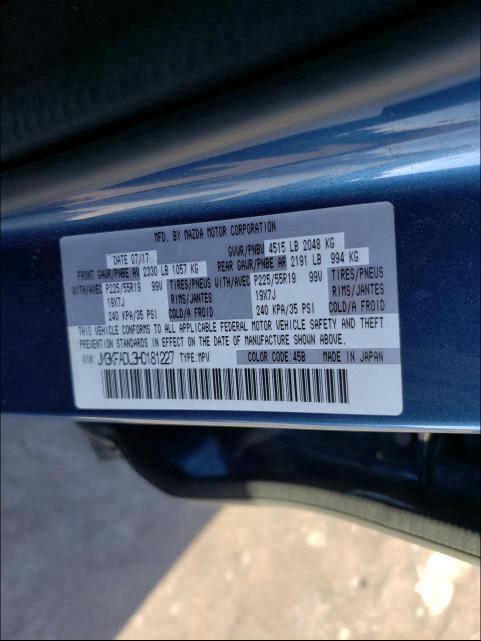 MFD. BY MAZDA MOTOR CORPORATION
DATE 07/17 GVWR/PNBV 4515 LB 2048 KG
FRONT GAWR/PNBE AV 2330 LB 1057 KG REAR GAWR/PNBE AR 2191 LB 994 KG
WITH/AVEC P225/55R19 99V TIRES/PNEUS WITH/AVEC P225/55R19 99V TIRES/PNEUS
19X7J RIMS/JANTES 19X7J RIMS/JANTES
240 KPA/35 PSI COLD/A FROID 240 KPA/35 PSI COLD/A FROID
THIS VEHICLE CONFORMS TO ALL APPLICABLE FEDERAL MOTOR VEHICLE SAFETY AND THEFT
PREVENTION STANDARDS IN EFFECT ON THE DATE OF MANUFACTURE SHOWN ABOVE.
VIN: JM3KFADL3H0181227 TYPE: MPV COLOR CODE: 45B MADE IN JAPAN